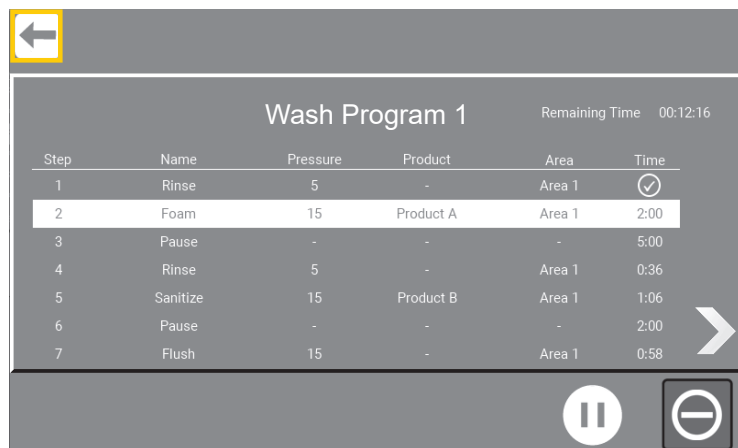 Wash Program 1 Remaining Time 00:12:16
Step Name Pressure Product Area Time
1 Rinse 5 - Area 1
2 Foam 15 Product A Area 1 2:00
3 Pause - - - 5:00
4 Rinse 5 - Area 1 0:36
5 Sanitize 15 Product B Area 1 1:06
6 Pause - - - 2:00
7 Flush 15 - Area 1 0:58